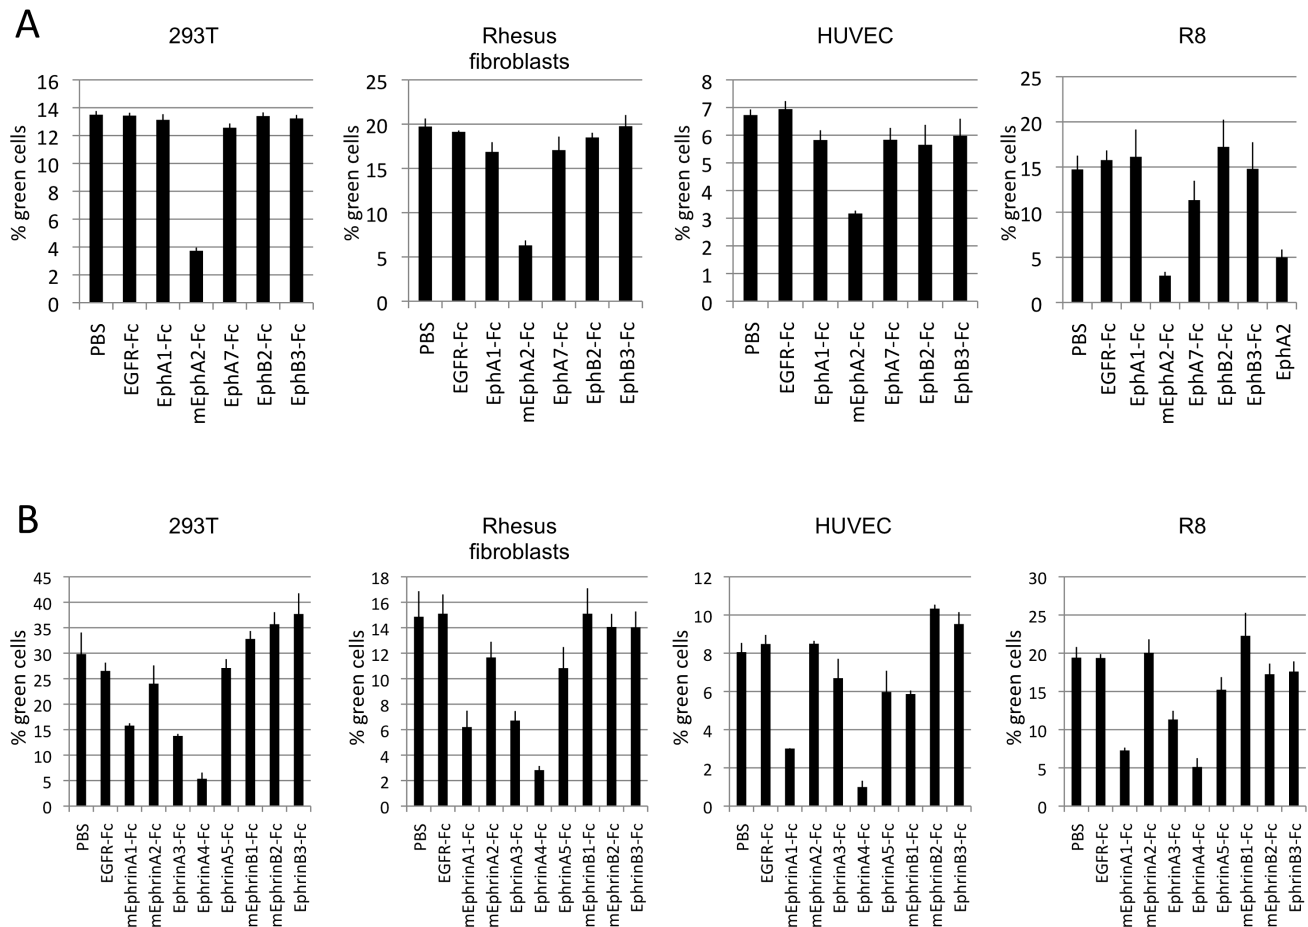 A
293T
Rhesus
fibroblasts
HUVEC
R8
% green cells
16
14
12
10
8
6
4
2
0
PBS
EGFR-Fc
EphA1-Fc
mEphA2-Fc
EphA7-Fc
EphB2-Fc
EphB3-Fc
% green cells
25
20
15
10
5
0
PBS
EGFR-Fc
EphA1-Fc
mEphA2-Fc
EphA7-Fc
EphB2-Fc
EphB3-Fc
% green cells
8
7
6
5
4
3
2
1
0
PBS
EGFR-Fc
EphA1-Fc
mEphA2-Fc
EphA7-Fc
EphB2-Fc
EphB3-Fc
% green cells
25
20
15
10
5
0
PBS
EGFR-Fc
EphA1-Fc
mEphA2-Fc
EphA7-Fc
EphB2-Fc
EphB3-Fc
EphA2
B
293T
Rhesus
fibroblasts
HUVEC
R8
% green cells
45
40
35
30
25
20
15
10
5
0
PBS
EGFR-Fc
mEphrinA1-Fc
mEphrinA2-Fc
EphrinA3-Fc
EphrinA4-Fc
EphrinA5-Fc
mEphrinB1-Fc
mEphrinB2-Fc
EphrinB3-Fc
% green cells
18
16
14
12
10
8
6
4
2
0
PBS
EGFR-Fc
mEphrinA1-Fc
mEphrinA2-Fc
EphrinA3-Fc
EphrinA4-Fc
EphrinA5-Fc
mEphrinB1-Fc
mEphrinB2-Fc
EphrinB3-Fc
% green cells
12
10
8
6
4
2
0
PBS
EGFR-Fc
mEphrinA1-Fc
mEphrinA2-Fc
EphrinA3-Fc
EphrinA4-Fc
EphrinA5-Fc
mEphrinB1-Fc
mEphrinB2-Fc
EphrinB3-Fc
% green cells
30
25
20
15
10
5
0
PBS
EGFR-Fc
mEphrinA1-Fc
mEphrinA2-Fc
EphrinA3-Fc
EphrinA4-Fc
EphrinA5-Fc
mEphrinB1-Fc
mEphrinB2-Fc
EphrinB3-Fc